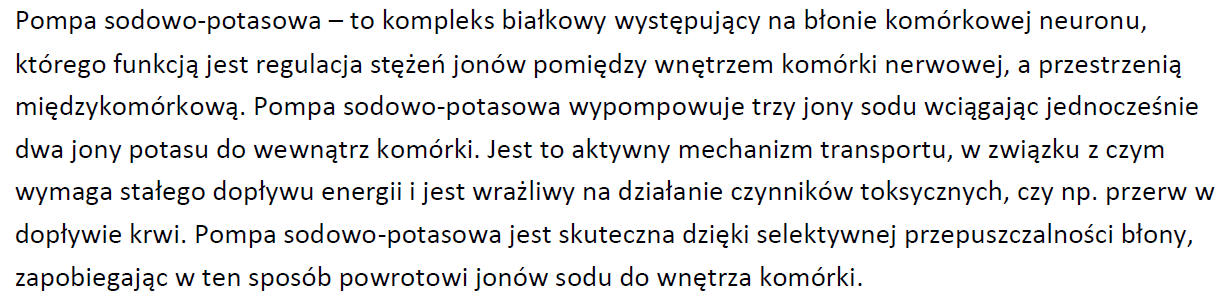 Pompa sodowo-potasowa – to kompleks białkowy występujący na błonie komórkowej neuronu,
którego funkcją jest regulacja stężeń jonów pomiędzy wnętrzem komórki nerwowej, a przestrzenią
międzykomórkową. Pompa sodowo-potasowa wypompowuje trzy jony sodu wciągając jednocześnie
dwa jony potasu do wewnątrz komórki. Jest to aktywny mechanizm transportu, w związku z czym
wymaga stałego dopływu energii i jest wrażliwy na działanie czynników toksycznych, czy np. przerw w
dopływie krwi. Pompa sodowo-potasowa jest skuteczna dzięki selektywnej przepuszczalności błony,
zapobiegając w ten sposób powrotowi jonów sodu do wnętrza komórki.